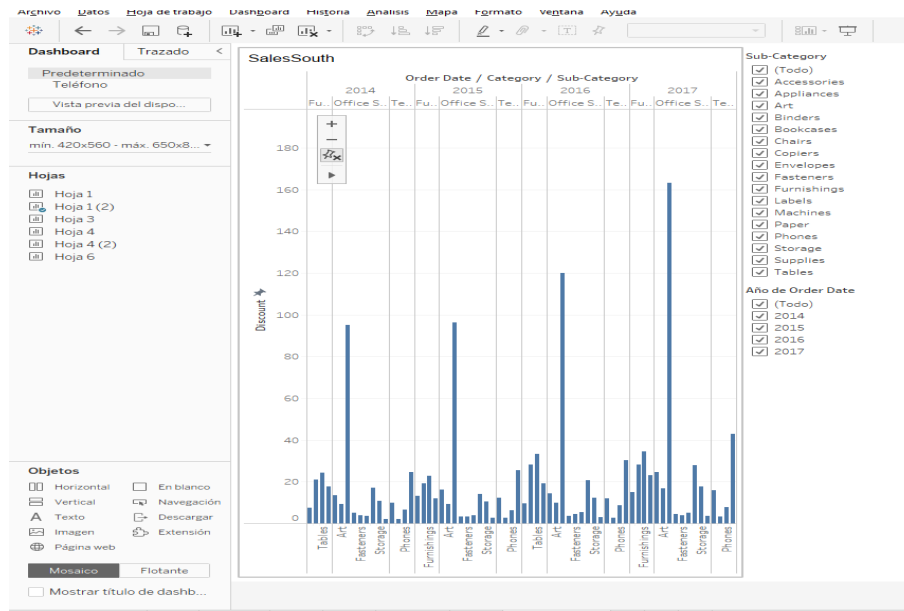 Archivo Datos Hoja de trabajo Dashboard Historia Análisis Mapa Formato Ventana Ayuda
Dashboard Trazado <
Predeterminado
Teléfono
Vista previa del dispo...
Tamaño
mín. 420x560 - máx. 650x8...
Hojas
Hoja 1
Hoja 1 (2)
Hoja 3
Hoja 4
Hoja 4 (2)
Hoja 6
Objetos
Horizontal En blanco
Vertical Navegación
Texto Descargar
Imagen Extensión
Página web
Mosaico Flotante
Mostrar título de dashb...
SalesSouth
Order Date / Category / Sub-Category
2014 2015 2016 2017
Fu.. Office S.. Te.. Fu.. Office S.. Te.. Fu.. Office S.. Te.. Fu.. Office S.. Te..
180
160
140
120
100
80
60
40
20
0
Discount
Tables Art Fasteners Storage Phones Furnishings Art Fasteners Storage Phones Tables Art Fasteners Storage Phones Furnishings Art Fasteners Storage Phones
Sub-Category
(Todo)
Accessories
Appliances
Art
Binders
Bookcases
Chairs
Copiers
Envelopes
Fasteners
Furnishings
Labels
Machines
Paper
Phones
Storage
Supplies
Tables
Año de Order Date
(Todo)
2014
2015
2016
2017